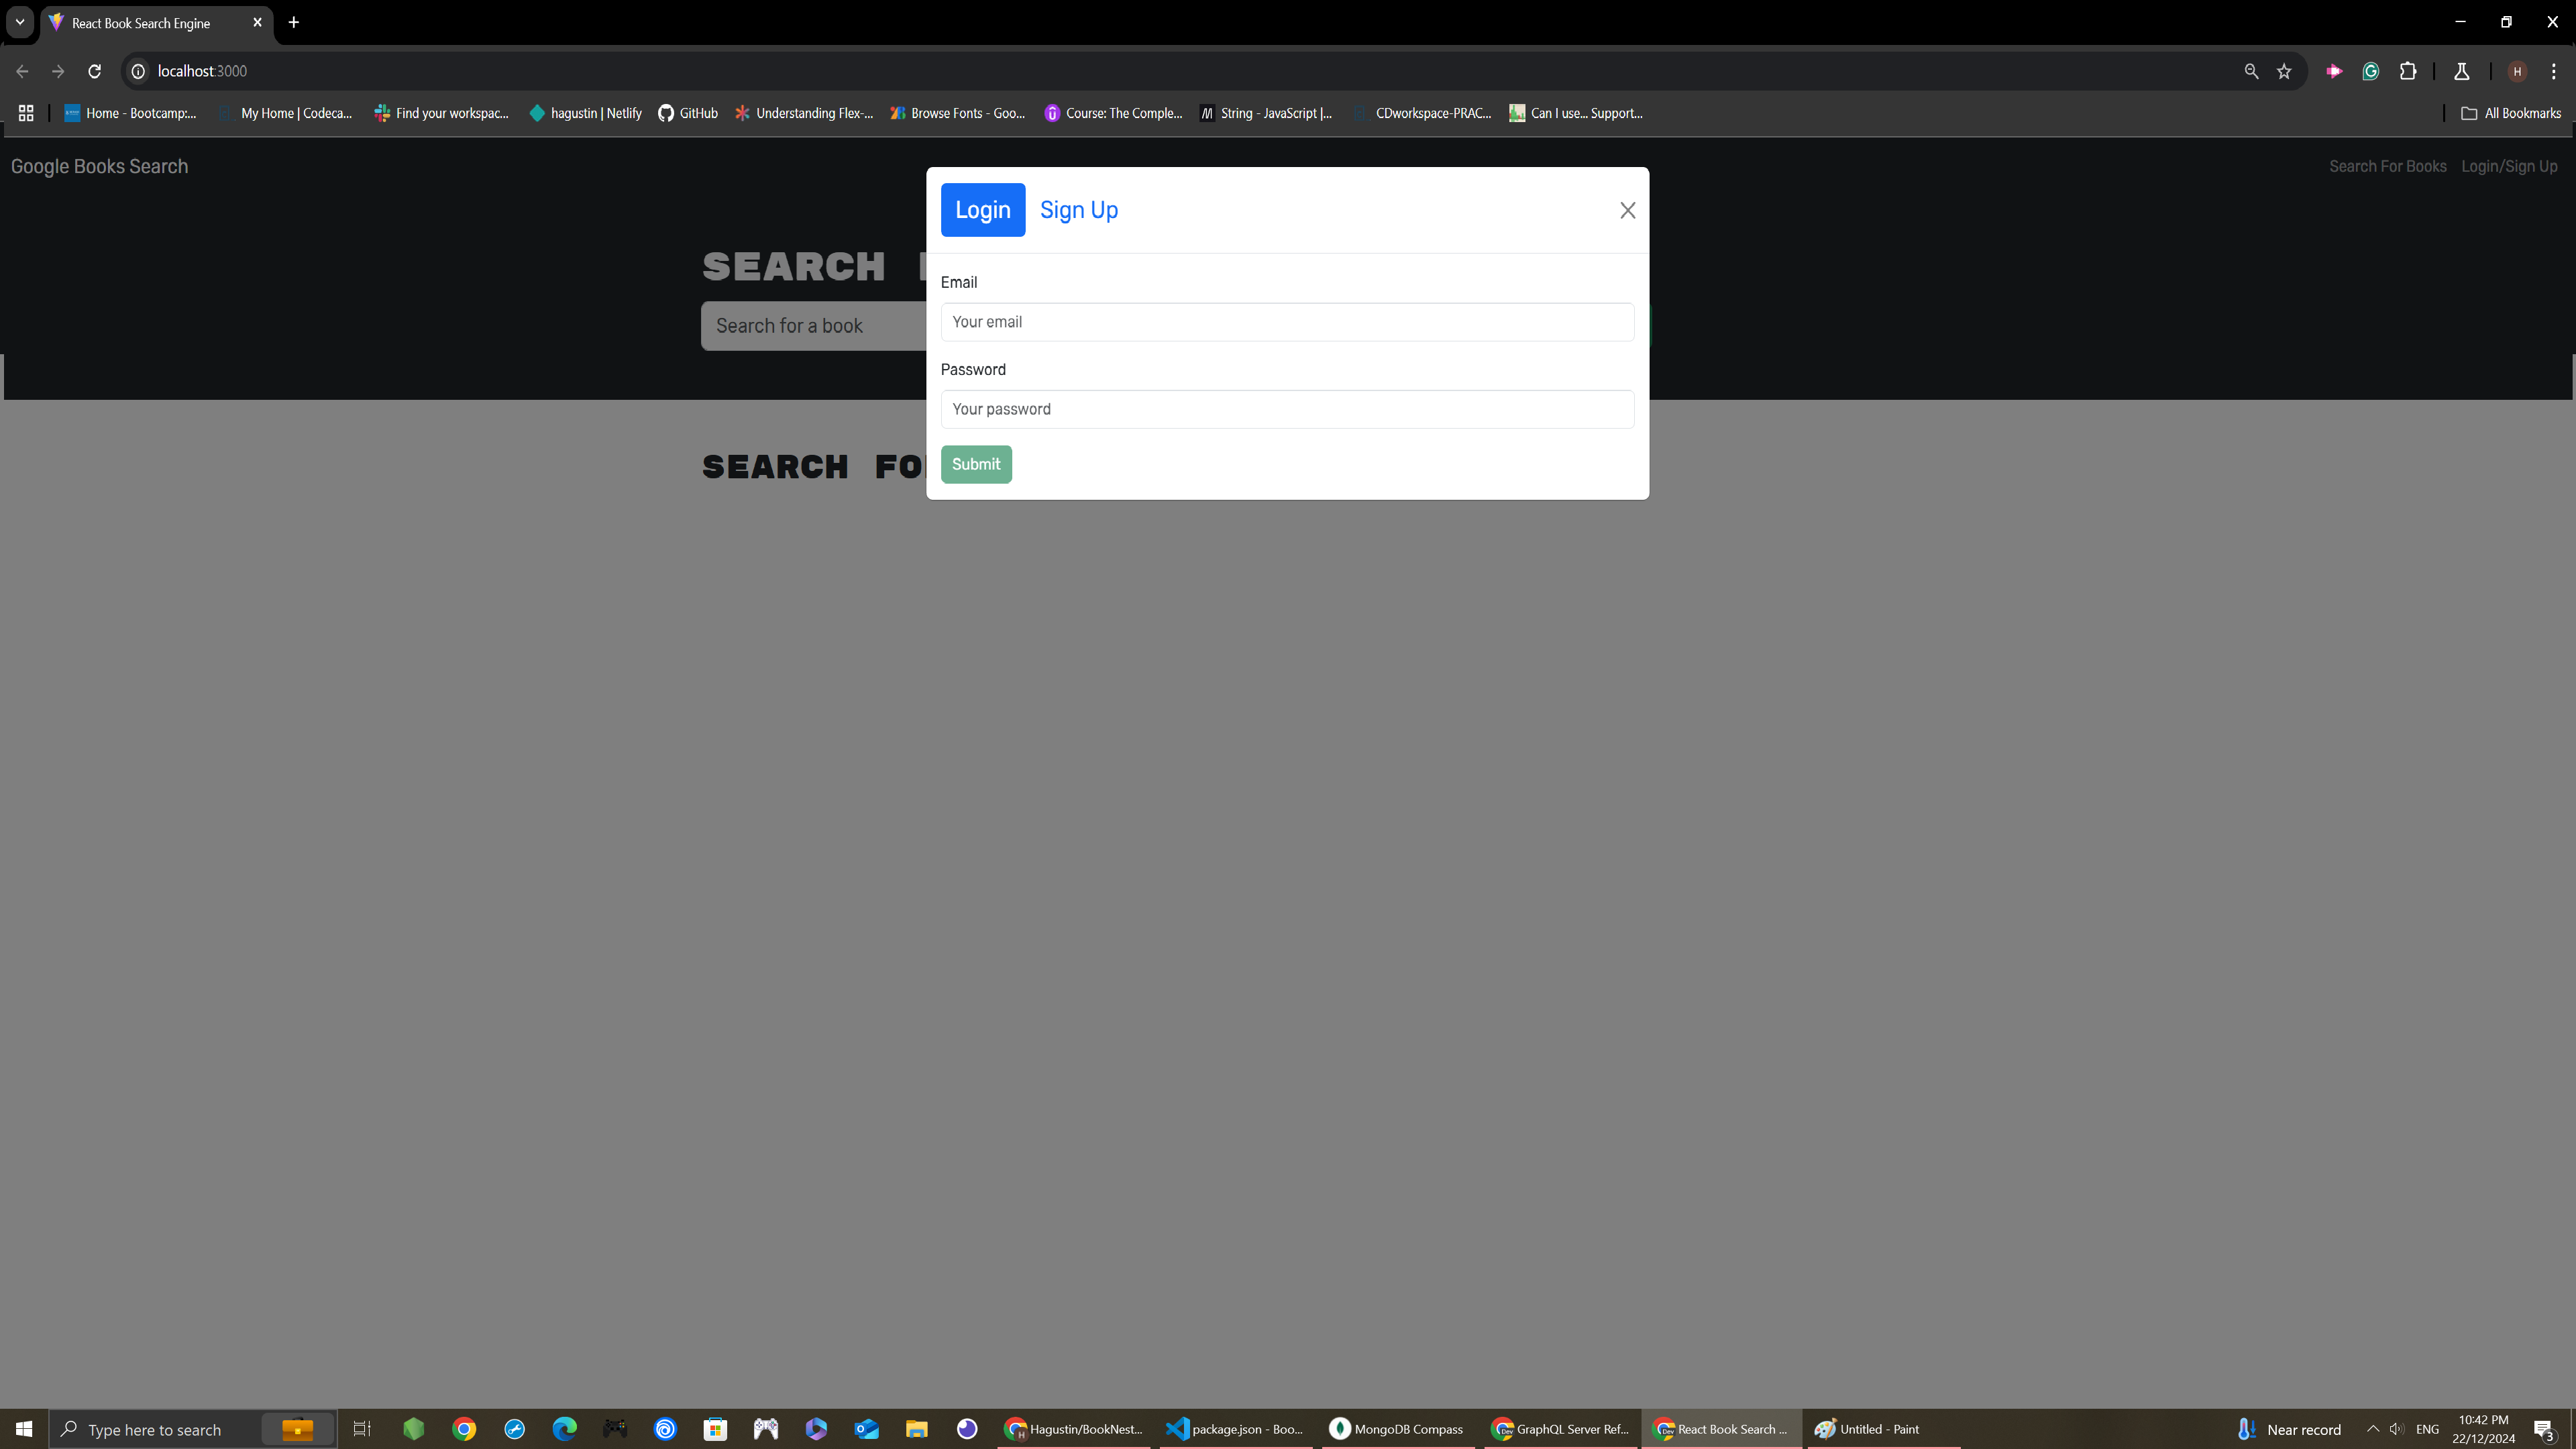 React Book Search Engine
localhost:3000
Home - Bootcamp:...
My Home | Codeca...
Find your workspac...
hagustin | Netlify
GitHub
Understanding Flex-...
Browse Fonts - Goo...
Course: The Comple...
String - JavaScript |...
CDworkspace-PRAC...
Can I use... Support...
All Bookmarks
Google Books Search
Search For Books
Login/Sign Up
Login
Sign Up
SEARCH
Search for a book
Email
Your email
Password
Your password
Submit
SEARCH FO
Type here to search
Hagustin/BookNest...
package.json - Boo...
MongoDB Compass
GraphQL Server Ref...
React Book Search ...
Untitled - Paint
Near record
ENG
10:42 PM
22/12/2024
3